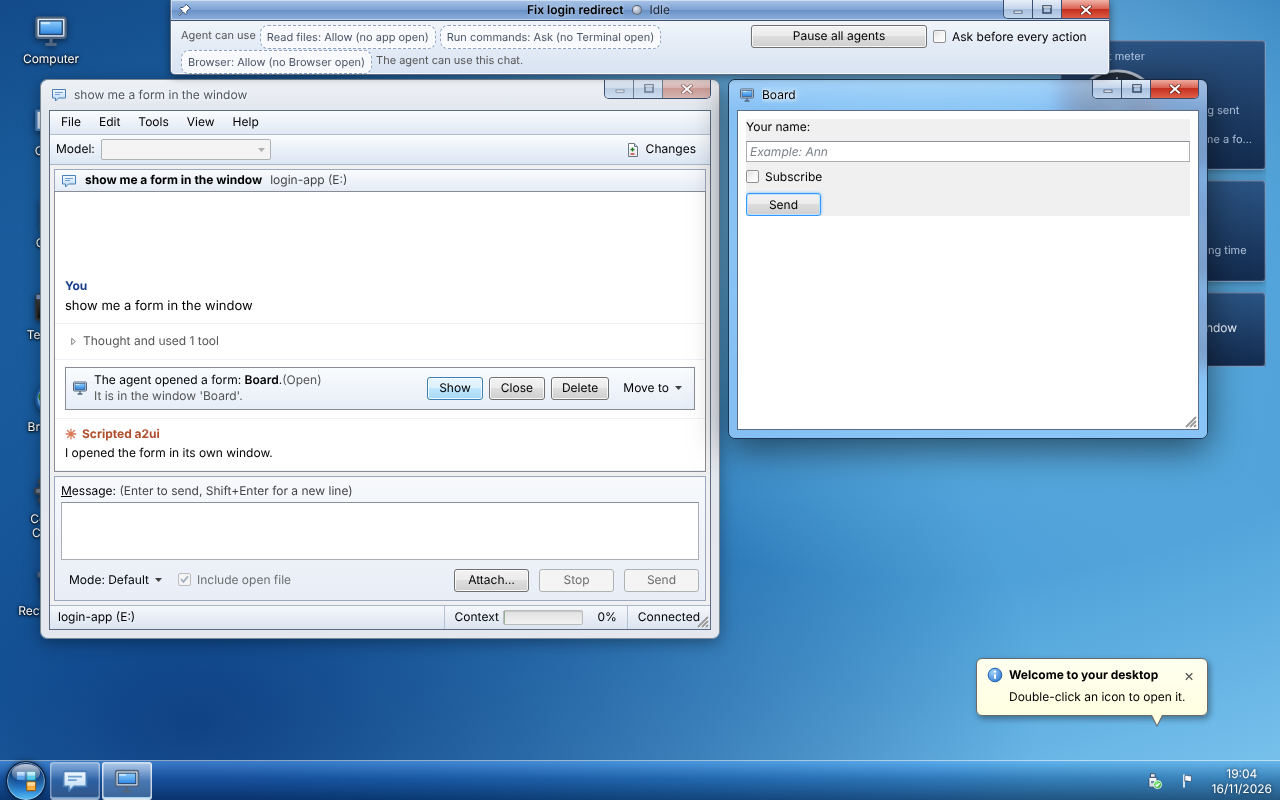 Computer
Fix login redirect
Idle
Agent can use
Read files: Allow (no app open)
Run commands: Ask (no Terminal open)
Browser: Allow (no Browser open)
The agent can use this chat.
Pause all agents
Ask before every action
meter
show me a form in the window
File Edit Tools View Help
Model:
Changes
show me a form in the window login-app (E:)
You
show me a form in the window
Thought and used 1 tool
The agent opened a form: Board.(Open)
It is in the window 'Board'.
Show
Close
Delete
Move to
Scripted a2ui
I opened the form in its own window.
Message: (Enter to send, Shift+Enter for a new line)
Mode: Default
Include open file
Attach...
Stop
Send
login-app (E:)
Context
0%
Connected
Board
Your name:
Example: Ann
Subscribe
Send
sent
me a fo...
time
Welcome to your desktop
Double-click an icon to open it.
19:04
16/11/2026